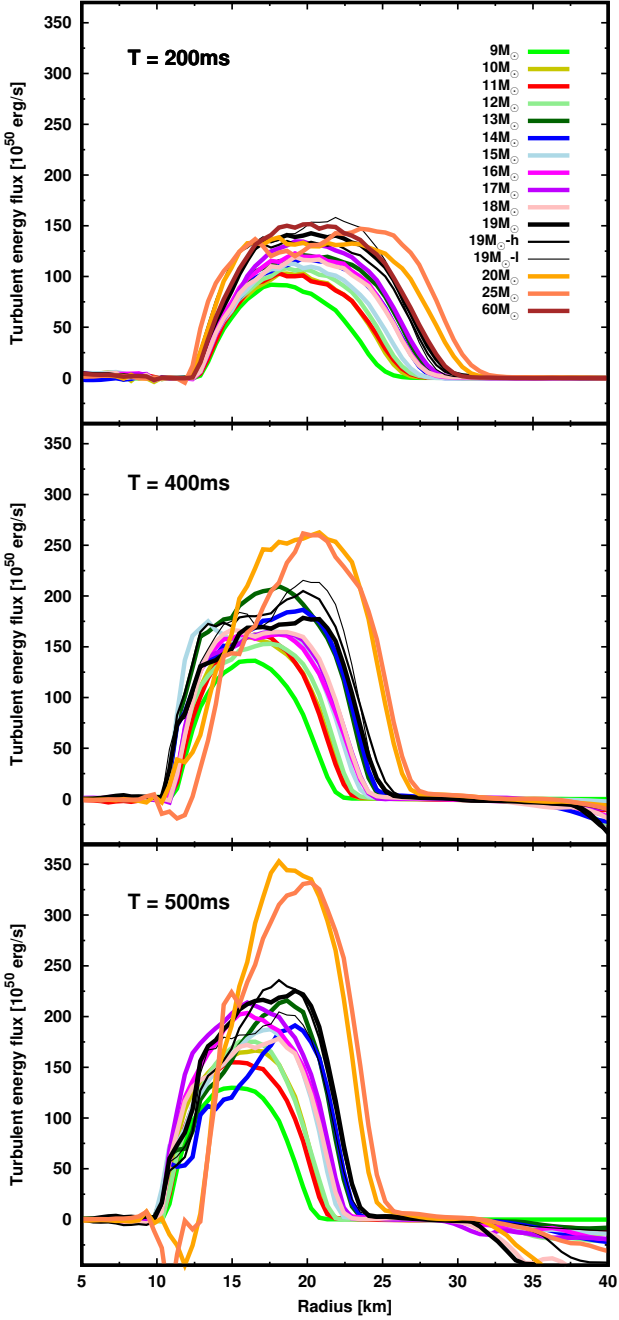 350
300
250
200
150
100
50
0
Turbulent energy flux [10^50 erg/s]
T = 200ms
9M☉
10M☉
11M☉
12M☉
13M☉
14M☉
15M☉
16M☉
17M☉
18M☉
19M☉
19M☉-h
19M☉-l
20M☉
25M☉
60M☉
350
300
250
200
150
100
50
0
Turbulent energy flux [10^50 erg/s]
T = 400ms
350
300
250
200
150
100
50
0
Turbulent energy flux [10^50 erg/s]
T = 500ms
5 10 15 20 25 30 35 40
Radius [km]